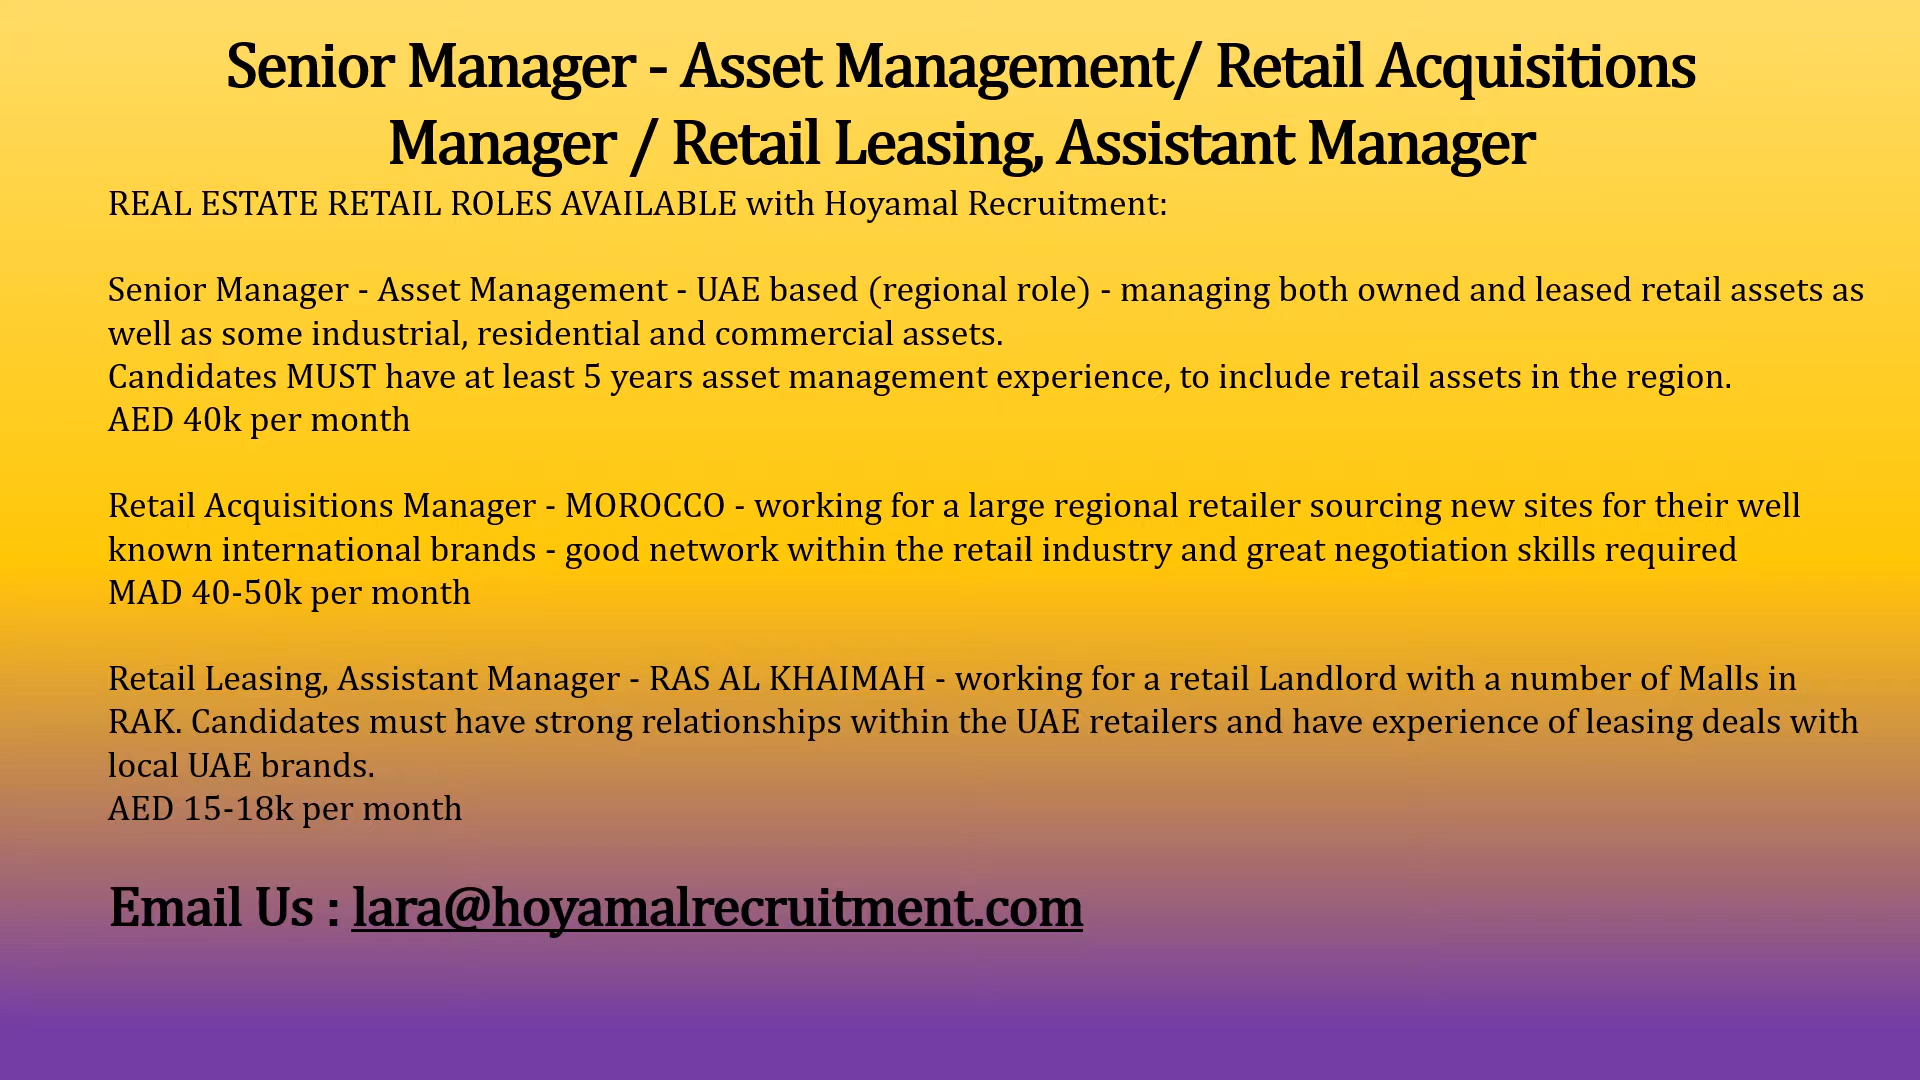 Senior Manager - Asset Management/ Retail Acquisitions
Manager / Retail Leasing, Assistant Manager
REAL ESTATE RETAIL ROLES AVAILABLE with Hoyamal Recruitment:
Senior Manager - Asset Management - UAE based (regional role) - managing both owned and leased retail assets as
well as some industrial, residential and commercial assets.
Candidates MUST have at least 5 years asset management experience, to include retail assets in the region.
AED 40k per month
Retail Acquisitions Manager - MOROCCO - working for a large regional retailer sourcing new sites for their well
known international brands - good network within the retail industry and great negotiation skills required
MAD 40-50k per month
Retail Leasing, Assistant Manager - RAS AL KHAIMAH - working for a retail Landlord with a number of Malls in
RAK. Candidates must have strong relationships within the UAE retailers and have experience of leasing deals with
local UAE brands.
AED 15-18k per month
Email Us : lara@hoyamalrecruitment.com